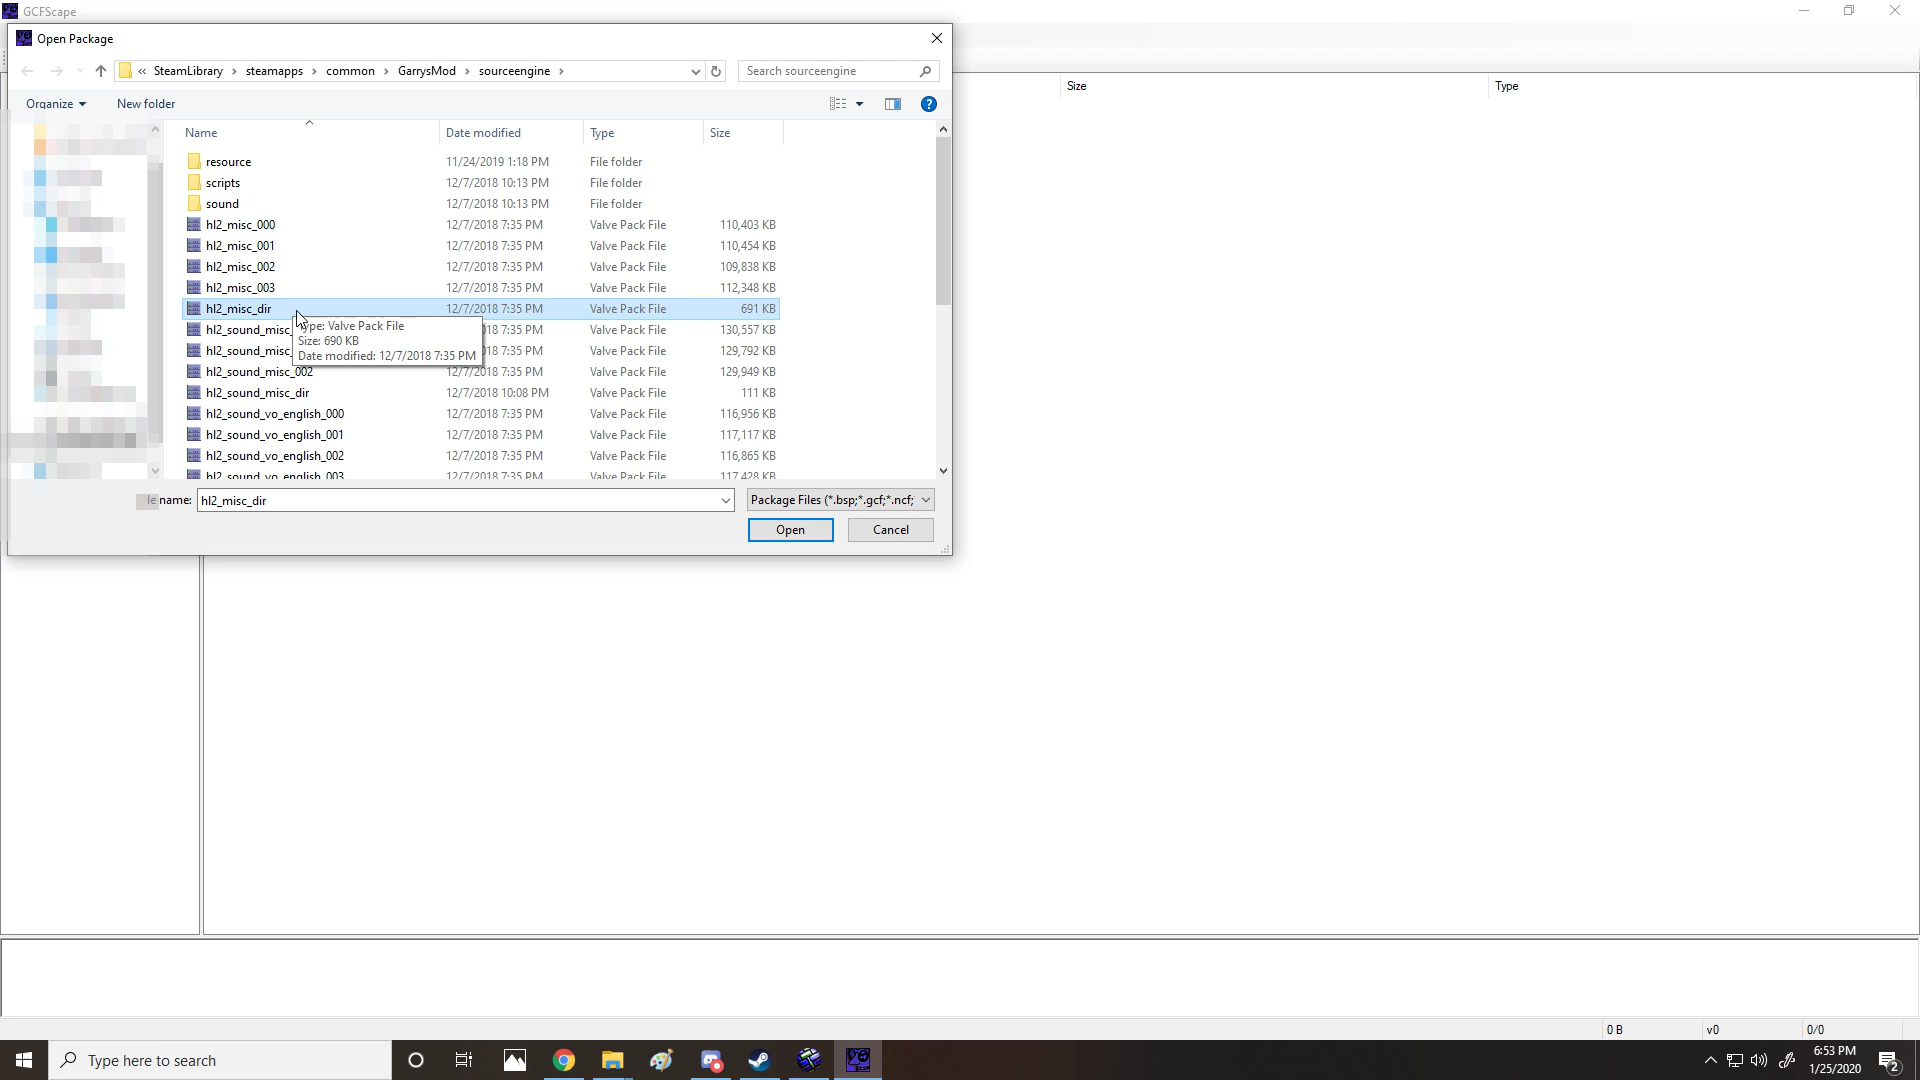 GCFScape
Open Package
« SteamLibrary › steamapps › common › GarrysMod › sourceengine ›
Search sourceengine
Organize
New folder
Size
Type
Name
Date modified
Type
Size
resource 11/24/2019 1:18 PM File folder
scripts 12/7/2018 10:13 PM File folder
sound 12/7/2018 10:13 PM File folder
hl2_misc_000 12/7/2018 7:35 PM Valve Pack File 110,403 KB
hl2_misc_001 12/7/2018 7:35 PM Valve Pack File 110,454 KB
hl2_misc_002 12/7/2018 7:35 PM Valve Pack File 109,838 KB
hl2_misc_003 12/7/2018 7:35 PM Valve Pack File 112,348 KB
hl2_misc_dir 12/7/2018 7:35 PM Valve Pack File 691 KB
hl2_sound_misc_ 18 7:35 PM Valve Pack File 130,557 KB
hl2_sound_misc_ 18 7:35 PM Valve Pack File 129,792 KB
ype: Valve Pack File
Size: 690 KB
Date modified: 12/7/2018 7:35 PM
hl2_sound_misc_002 12/7/2018 7:35 PM Valve Pack File 129,949 KB
hl2_sound_misc_dir 12/7/2018 10:08 PM Valve Pack File 111 KB
hl2_sound_vo_english_000 12/7/2018 7:35 PM Valve Pack File 116,956 KB
hl2_sound_vo_english_001 12/7/2018 7:35 PM Valve Pack File 117,117 KB
hl2_sound_vo_english_002 12/7/2018 7:35 PM Valve Pack File 116,865 KB
hl2_sound_vo_english_003 12/7/2018 7:35 PM Valve Pack File 117,428 KB
le name: hl2_misc_dir
Package Files (*.bsp;*.gcf;*.ncf;
Open
Cancel
0 B
v0
0/0
Type here to search
6:53 PM
1/25/2020
2